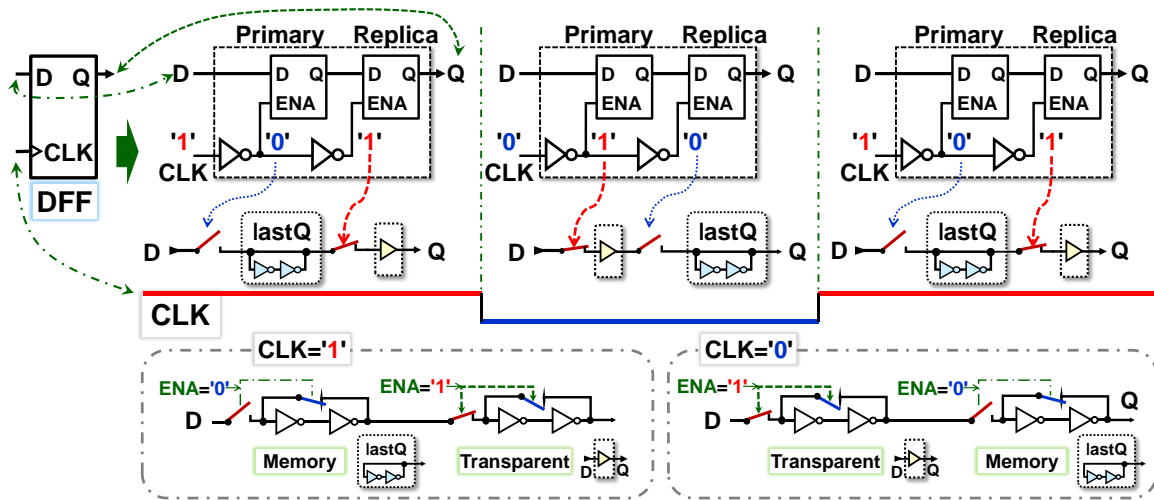 D Q
CLK
DFF
Primary Replica
D
D Q
ENA
D Q
ENA
Q
'1' '0' '1'
CLK
D
lastQ
Q
Primary Replica
D
D Q
ENA
D Q
ENA
Q
'0' '1' '0'
CLK
D
lastQ
Q
Primary Replica
D
D Q
ENA
D Q
ENA
Q
'1' '0' '1'
CLK
D
lastQ
Q
CLK
CLK='1'
ENA='0' ENA='1'
D
Memory
lastQ
Transparent
D Q
CLK='0'
ENA='1' ENA='0'
D
Q
Transparent
D Q
Memory
lastQ